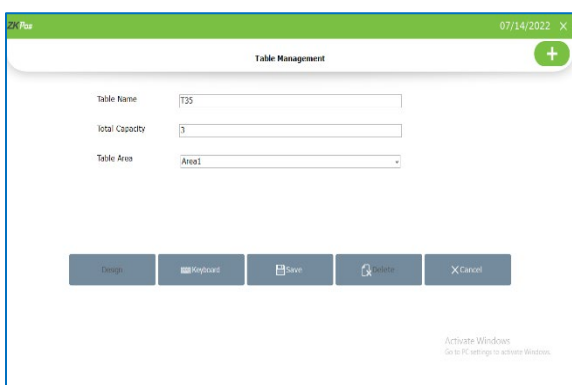 ZKPos 07/14/2022 X
Table Management
+
Table Name T35
Total Capacity 3
Table Area Area1
Design Keyboard Save Delete Cancel
Activate Windows
Go to PC settings to activate Windows.